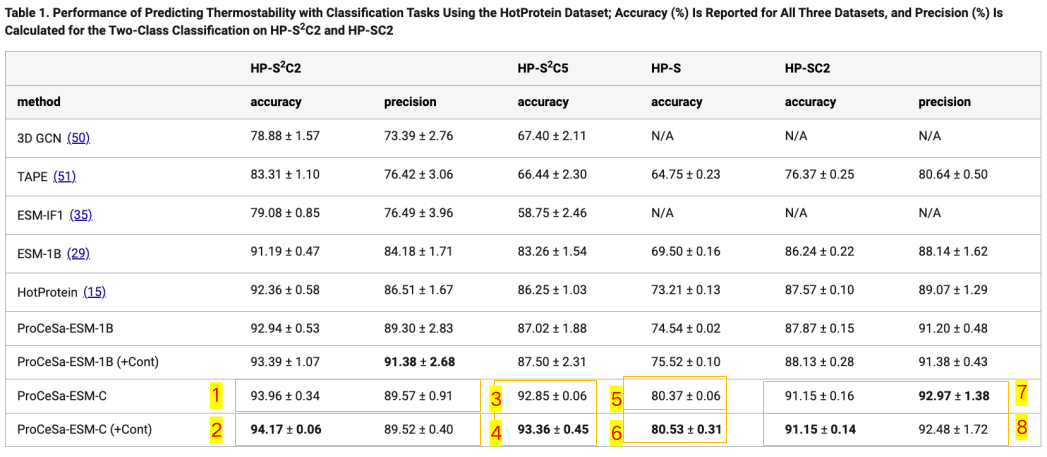 Table 1. Performance of Predicting Thermostability with Classification Tasks Using the HotProtein Dataset; Accuracy (%) Is Reported for All Three Datasets, and Precision (%) Is
Calculated for the Two-Class Classification on HP-S²C2 and HP-SC2
HP-S²C2 HP-S²C5 HP-S HP-SC2
method accuracy precision accuracy accuracy accuracy precision
3D GCN (50) 78.88 ± 1.57 73.39 ± 2.76 67.40 ± 2.11 N/A N/A N/A
TAPE (51) 83.31 ± 1.10 76.42 ± 3.06 66.44 ± 2.30 64.75 ± 0.23 76.37 ± 0.25 80.64 ± 0.50
ESM-IF1 (35) 79.08 ± 0.85 76.49 ± 3.96 58.75 ± 2.46 N/A N/A N/A
ESM-1B (29) 91.19 ± 0.47 84.18 ± 1.71 83.26 ± 1.54 69.50 ± 0.16 86.24 ± 0.22 88.14 ± 1.62
HotProtein (15) 92.36 ± 0.58 86.51 ± 1.67 86.25 ± 1.03 73.21 ± 0.13 87.57 ± 0.10 89.07 ± 1.29
ProCeSa-ESM-1B 92.94 ± 0.53 89.30 ± 2.83 87.02 ± 1.88 74.54 ± 0.02 87.87 ± 0.15 91.20 ± 0.48
ProCeSa-ESM-1B (+Cont) 93.39 ± 1.07 91.38 ± 2.68 87.50 ± 2.31 75.52 ± 0.10 88.13 ± 0.28 91.38 ± 0.43
ProCeSa-ESM-C 1 93.96 ± 0.34 89.57 ± 0.91 3 92.85 ± 0.06 5 80.37 ± 0.06 91.15 ± 0.16 92.97 ± 1.38 7
ProCeSa-ESM-C (+Cont) 2 94.17 ± 0.06 89.52 ± 0.40 4 93.36 ± 0.45 6 80.53 ± 0.31 91.15 ± 0.14 92.48 ± 1.72 8